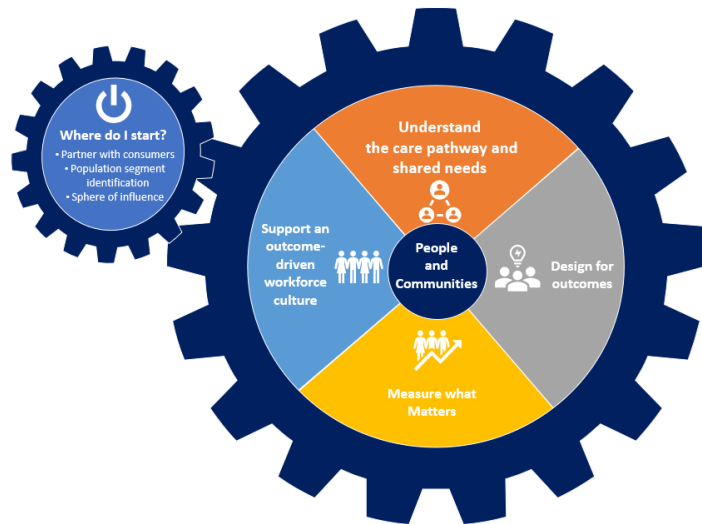 Where do I start?
• Partner with consumers
• Population segment
identification
• Sphere of influence
Understand
the care pathway and
shared needs
Support an
outcome-
driven
workforce
culture
People
and
Communities
Design for
outcomes
Measure what
Matters